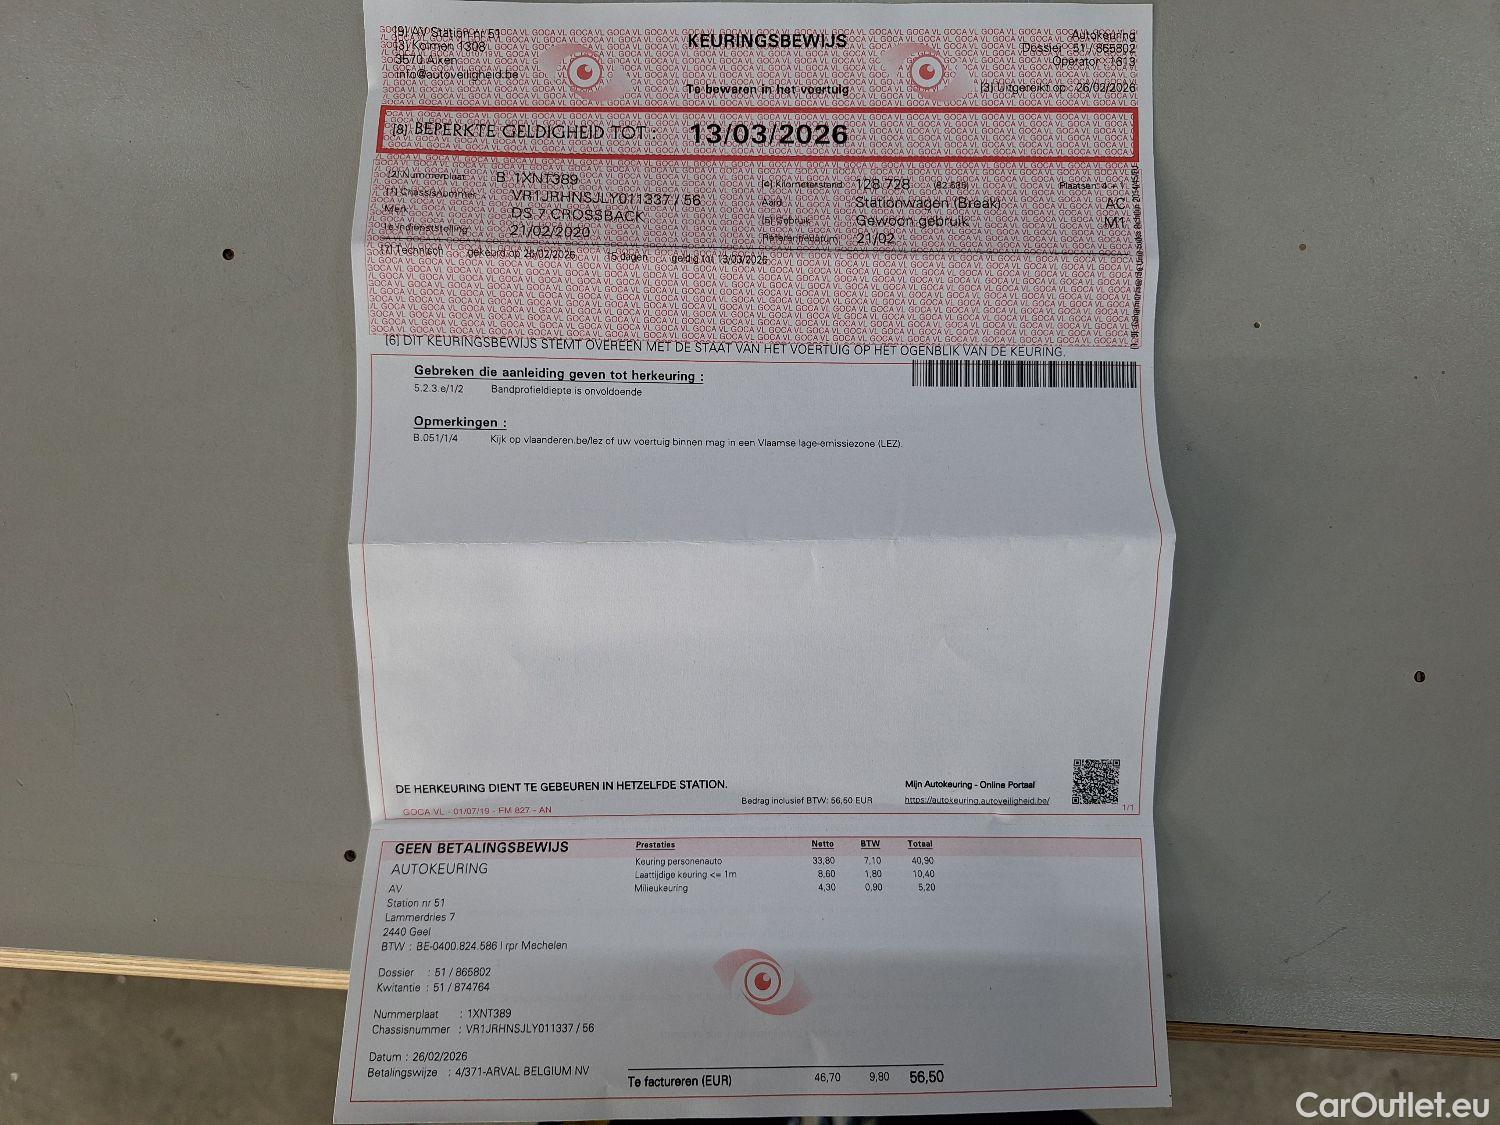 [9] AV Station nr 51
[3] Kolmen 1308
3570 Alken
info@autoveiligheid.be
KEURINGSBEWIJS
Te bewaren in het voertuig
Autokeuring
Dossier : 51 / 865802
Operator : 1613
[3] Uitgereikt op : 26/02/2026
[8] BEPERKTE GELDIGHEID TOT : 13/03/2026
[2] Nummerplaat B 1XNT389
[1] Chassisnummer VR1JRHNSJLY011337 / 56
Merk DS 7 CROSSBACK
1e indienststelling 21/02/2020
[4] Kilometerstand 128.728
Plaatsen: 4 + 1
Aard Stationwagen (Break) AC
[5] Gebruik Gewoon gebruik M1
Referentiedatum 21/02
[7] Technisch gekeurd op 26/02/2026 15 dagen geldig tot 13/03/2026
[6] DIT KEURINGSBEWIJS STEMT OVEREEN MET DE STAAT VAN HET VOERTUIG OP HET OGENBLIK VAN DE KEURING.
Gebreken die aanleiding geven tot herkeuring :
5.2.3.e/1/2 Bandprofieldiepte is onvoldoende
Opmerkingen :
B.051/1/4 Kijk op vlaanderen.be/lez of uw voertuig binnen mag in een Vlaamse lage-emissiezone (LEZ).
DE HERKEURING DIENT TE GEBEUREN IN HETZELFDE STATION.
Mijn Autokeuring - Online Portaal
Bedrag inclusief BTW: 56,50 EUR
https://autokeuring.autoveiligheid.be/
GOCA VL - 01/07/19 - FM 827 - AN
1/1
GEEN BETALINGSBEWIJS
AUTOKEURING
AV
Station nr 51
Lammerdries 7
2440 Geel
BTW : BE-0400.824.586 | rpr Mechelen
Dossier : 51 / 865802
Kwitantie : 51 / 874764
Nummerplaat : 1XNT389
Chassisnummer : VR1JRHNSJLY011337 / 56
Datum : 26/02/2026
Betalingswijze : 4/371-ARVAL BELGIUM NV
Prestaties Netto BTW Totaal
Keuring personenauto 33,80 7,10 40,90
Laattijdige keuring <= 1m 8,60 1,80 10,40
Milieukeuring 4,30 0,90 5,20
Te factureren (EUR) 46,70 9,80 56,50
CarOutlet.eu